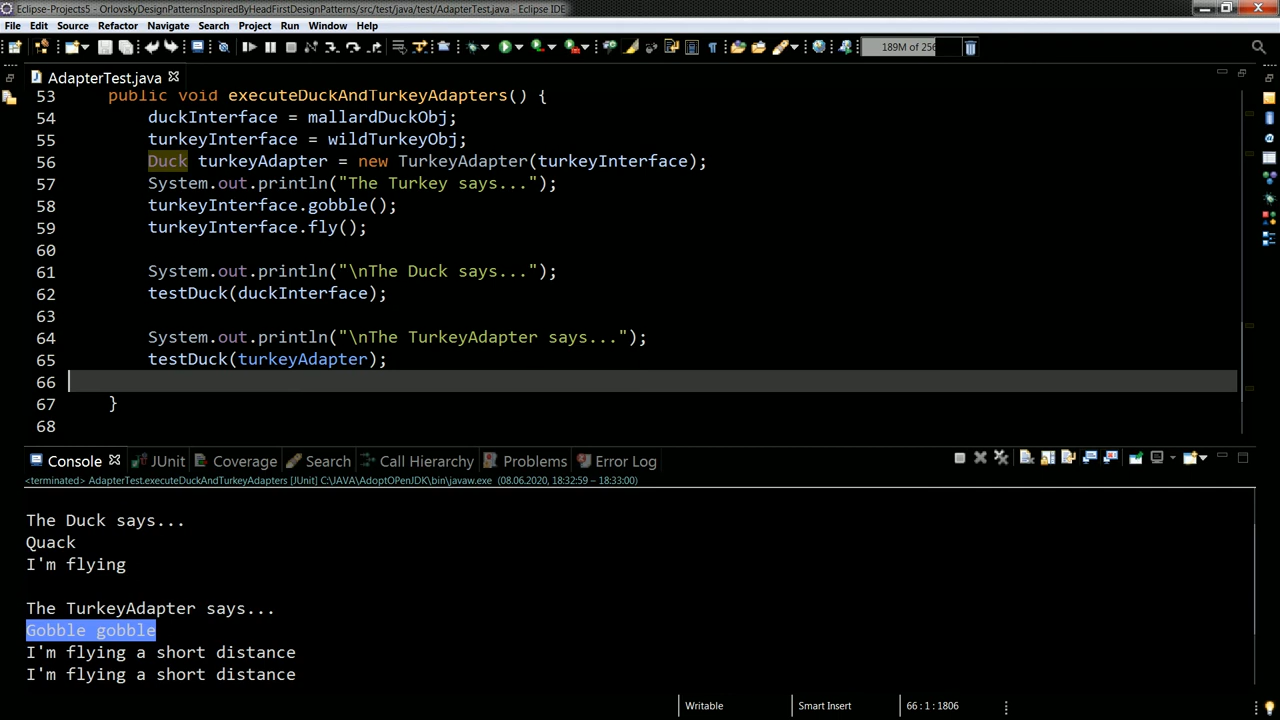 Eclipse-Projects5 - OrlovskyDesignPatternsInspiredByHeadFirstDesignPatterns/src/test/java/test/AdapterTest.java - Eclipse IDE
File Edit Source Refactor Navigate Search Project Run Window Help
189M of 256
AdapterTest.java
53 public void executeDuckAndTurkeyAdapters() {
54 duckInterface = mallardDuckObj;
55 turkeyInterface = wildTurkeyObj;
56 Duck turkeyAdapter = new TurkeyAdapter(turkeyInterface);
57 System.out.println("The Turkey says...");
58 turkeyInterface.gobble();
59 turkeyInterface.fly();
60
61 System.out.println("\nThe Duck says...");
62 testDuck(duckInterface);
63
64 System.out.println("\nThe TurkeyAdapter says...");
65 testDuck(turkeyAdapter);
66
67 }
68
Console JUnit Coverage Search Call Hierarchy Problems Error Log
<terminated> AdapterTest.executeDuckAndTurkeyAdapters [JUnit] C:\JAVA\AdoptOPenJDK\bin\javaw.exe (08.06.2020, 18:32:59 – 18:33:00)
The Duck says...
Quack
I'm flying
The TurkeyAdapter says...
Gobble gobble
I'm flying a short distance
I'm flying a short distance
Writable Smart Insert 66 : 1 : 1806